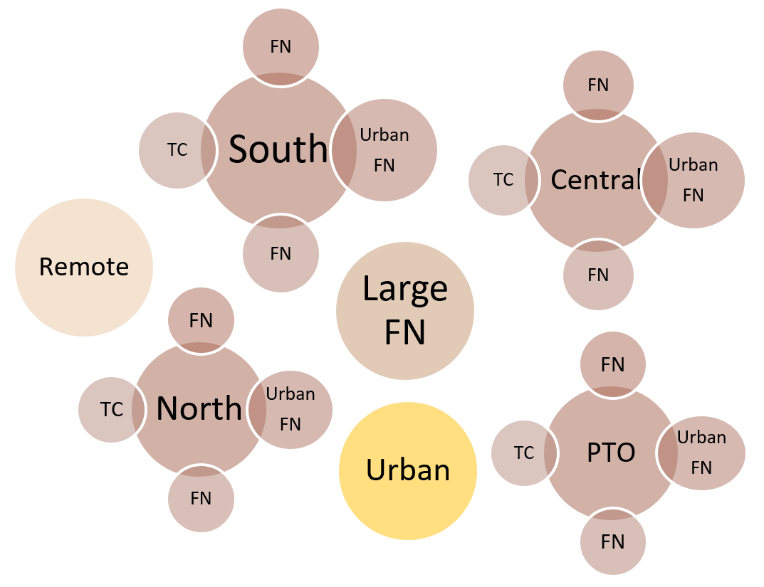 FN
TC
South
Urban
FN
FN
FN
TC
Central
Urban
FN
FN
Remote
Large
FN
FN
TC
North
Urban
FN
FN
Urban
FN
TC
PTO
Urban
FN
FN